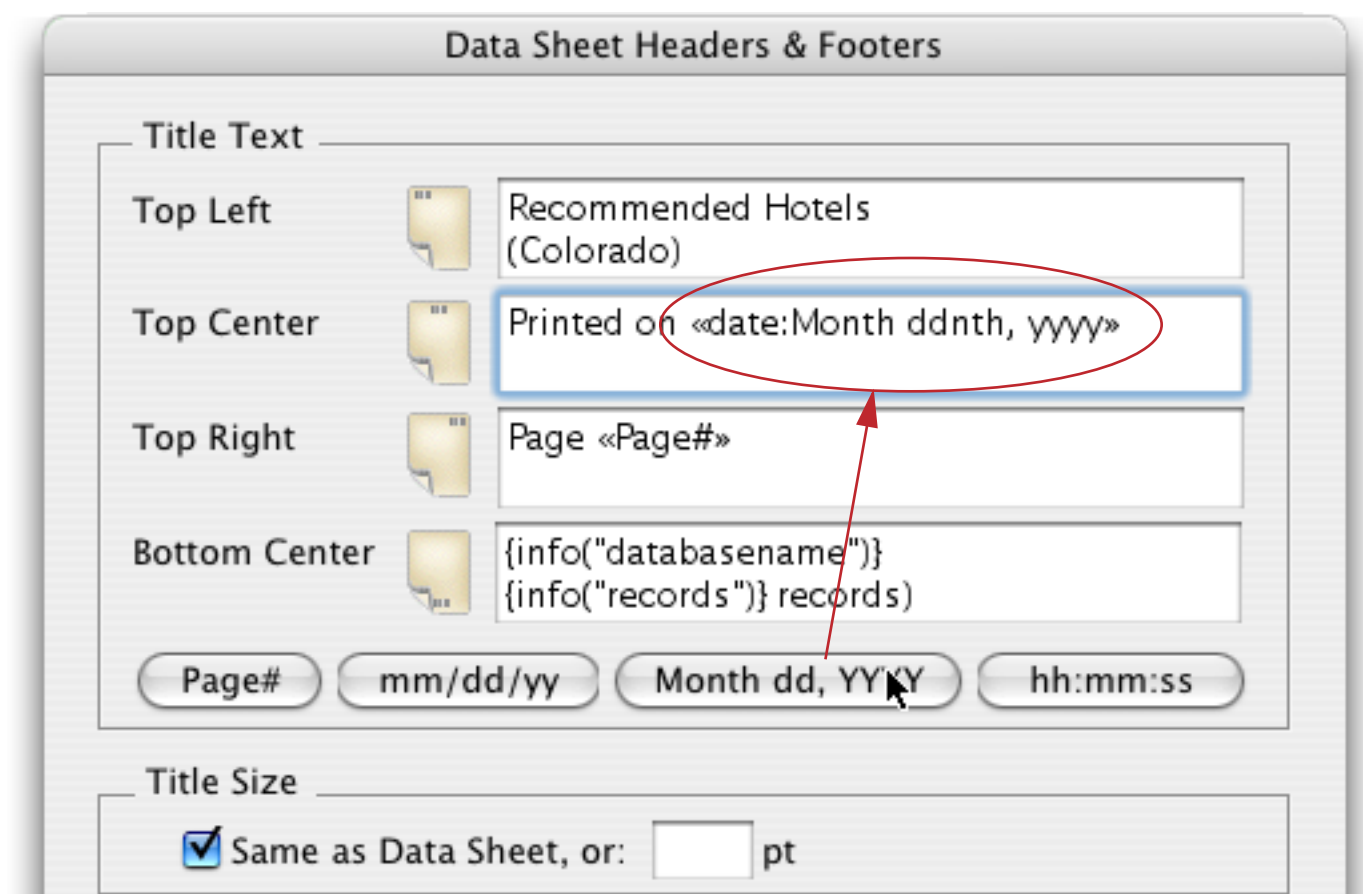 Data Sheet Headers & Footers
Title Text
Top Left
Recommended Hotels
(Colorado)
Top Center
Printed on «date:Month ddnth, yyyy»
Top Right
Page «Page#»
Bottom Center
{info("databasename")}
{info("records")} records)
Page#
mm/dd/yy
Month dd, YYYY
hh:mm:ss
Title Size
Same as Data Sheet, or:
pt